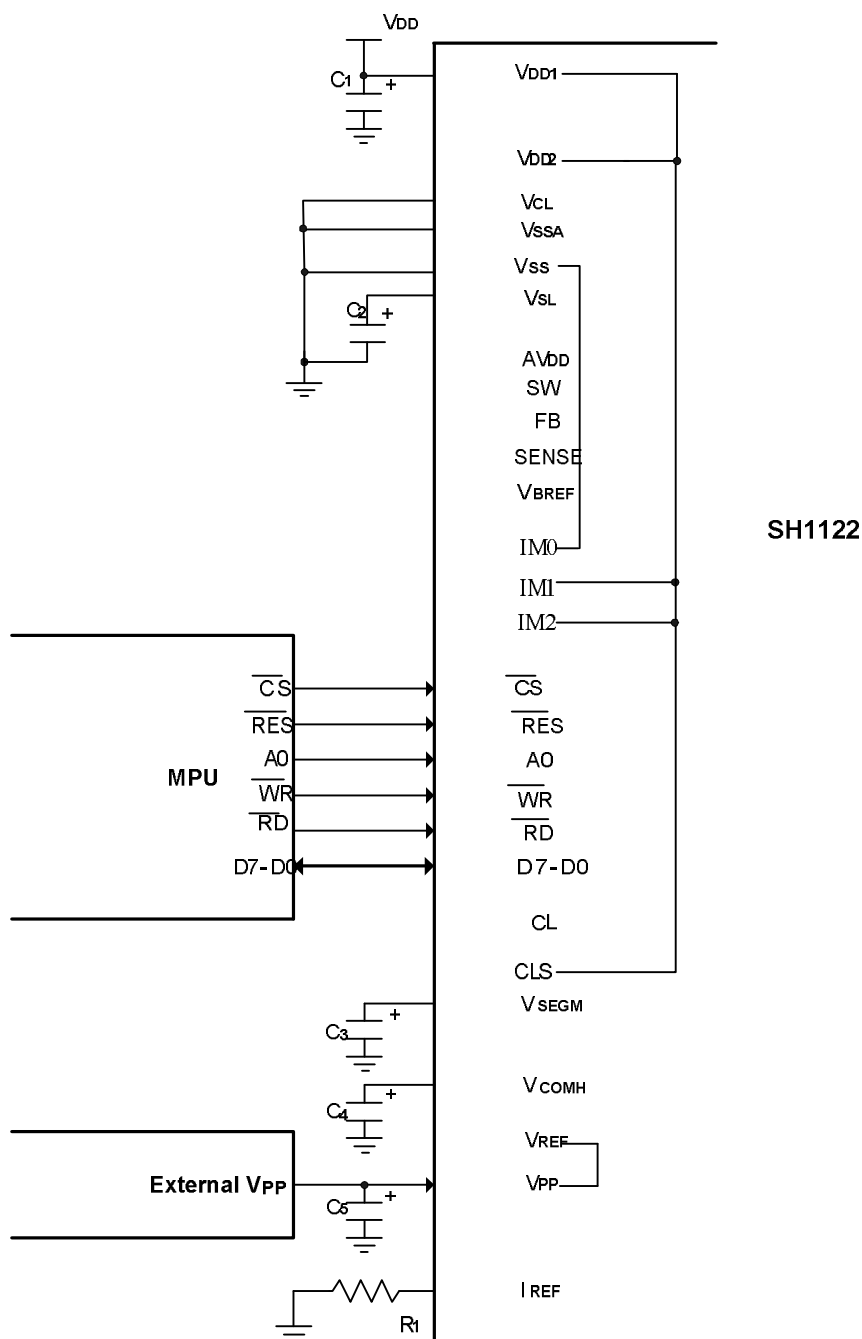 VDD
C1 +
VDD1
VDD2
VCL
VSSA
VSS
VSL
C2 +
AVDD
SW
FB
SENSE
VBREF
SH1122
IM0
IM1
IM2
CS CS
RES RES
A0 A0
MPU
WR WR
RD RD
D7-D0 D7-D0
CL
CLS
VSEGM
C3 +
VCOMH
C4 +
VREF
External VPP VPP
C5 +
IREF
R1